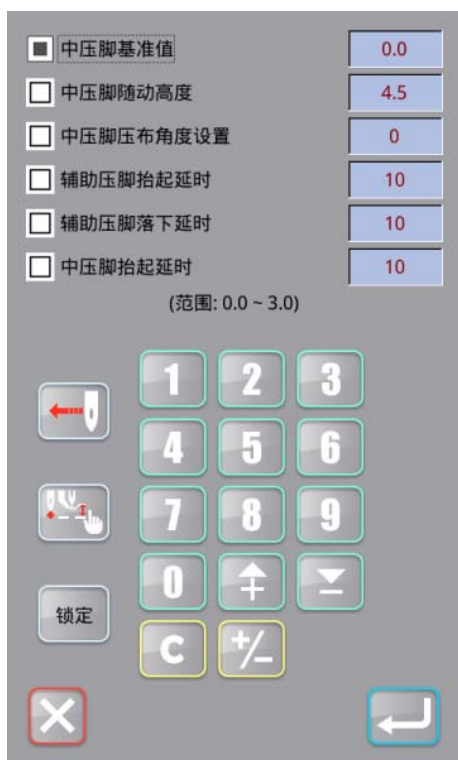 中压脚基准值 0.0
中压脚随动高度 4.5
中压脚压布角度设置 0
辅助压脚抬起延时 10
辅助压脚落下延时 10
中压脚抬起延时 10
(范围: 0.0 ~ 3.0)
1 2 3
4 5 6
7 8 9
0
锁定
C +/-